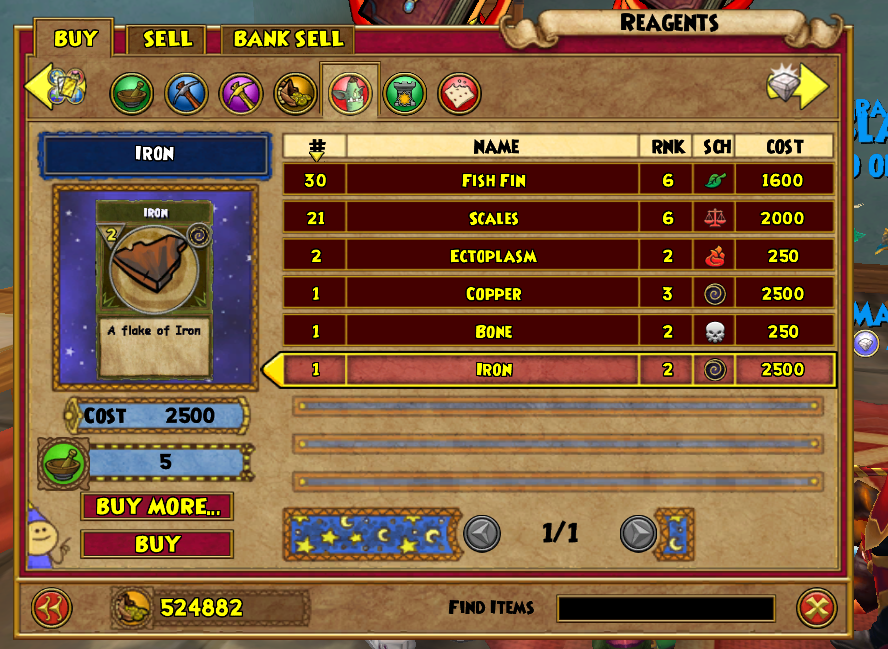 REAGENTS
BUY SELL BANK SELL
IRON
IRON
2
A flake of Iron
COST 2500
5
BUY MORE...
BUY
# NAME RNK SCH COST
30 FISH FIN 6 1600
21 SCALES 6 2000
2 ECTOPLASM 2 250
1 COPPER 3 2500
1 BONE 2 250
1 IRON 2 2500
1/1
524882
FIND ITEMS